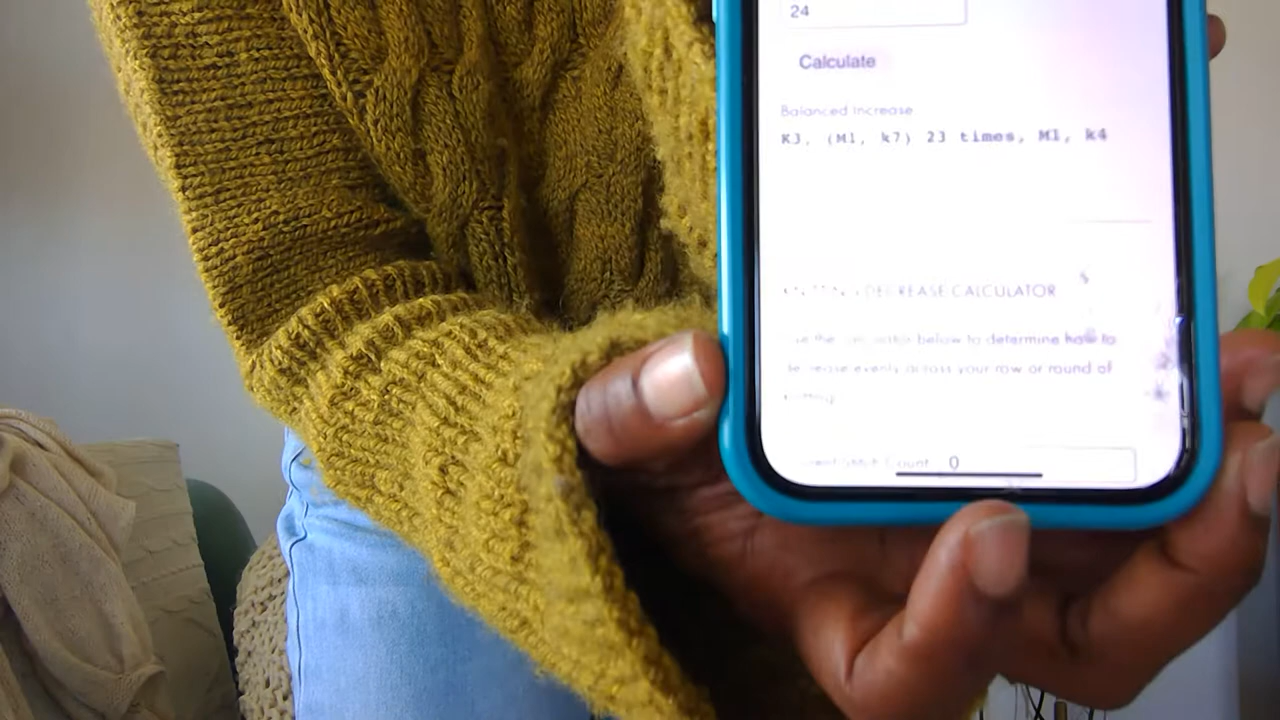 24
Calculate
Balanced Increase
K3, (M1, k7) 23 times, M1, k4
DECREASE CALCULATOR
the below to determine how to
evenly across your row or round of
Count 0